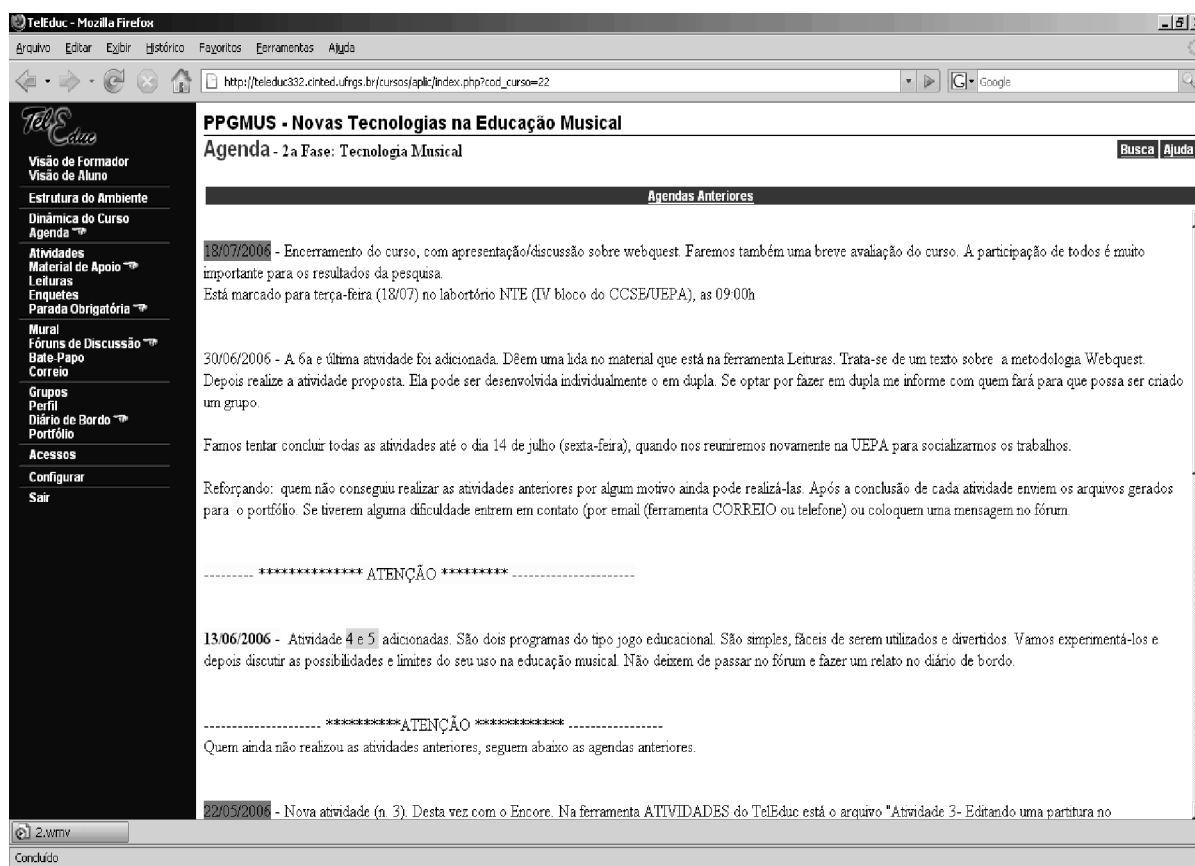 TelEduc - Mozilla Firefox
Arquivo Editar Exibir Histórico Favoritos Ferramentas Ajuda
http://teleduc332.cinted.ufrgs.br/cursos/aplic/index.php?cod_curso=22
G Google
TelEduc
Visão de Formador
Visão de Aluno
Estrutura do Ambiente
Dinâmica do Curso
Agenda
Atividades
Material de Apoio
Leituras
Enquetes
Parada Obrigatória
Mural
Fóruns de Discussão
Bate-Papo
Correio
Grupos
Perfil
Diário de Bordo
Portfólio
Acessos
Configurar
Sair
PPGMUS - Novas Tecnologias na Educação Musical
Agenda - 2a Fase: Tecnologia Musical
Busca Ajuda
Agendas Anteriores
18/07/2006 - Encerramento do curso, com apresentação/discussão sobre webquest. Faremos também uma breve avaliação do curso. A participação de todos é muito
importante para os resultados da pesquisa.
Está marcado para terça-feira (18/07) no labortório NTE (IV bloco do CCSE/UEPA), as 09:00h
30/06/2006 - A 6a e última atividade foi adicionada. Dêem uma lida no material que está na ferramenta Leituras. Trata-se de um texto sobre a metodologia Webquest.
Depois realize a atividade proposta. Ela pode ser desenvolvida individualmente o em dupla. Se optar por fazer em dupla me informe com quem fará para que possa ser criado
um grupo.
Famos tentar concluir todas as atividades até o dia 14 de julho (sexta-feira), quando nos reuniremos novamente na UEPA para socializarmos os trabalhos.
Reforçando: quem não conseguiu realizar as atividades anteriores por algum motivo ainda pode realizá-las. Após a conclusão de cada atividade enviem os arquivos gerados
para o portfólio. Se tiverem alguma dificuldade entrem em contato (por email (ferramenta CORREIO ou telefone) ou coloquem uma mensagem no fórum.
--------- ************** ATENÇÃO ********* ----------------------
13/06/2006 - Atividade 4 e 5 adicionadas. São dois programas do tipo jogo educacional. São simples, fáceis de serem utilizados e divertidos. Vamos experimentá-los e
depois discutir as possibilidades e limites do seu uso na educação musical. Não deixem de passar no fórum e fazer um relato no diário de bordo.
--------------------- **********ATENÇÃO ************ -----------------
Quem ainda não realizou as atividades anteriores, seguem abaixo as agendas anteriores.
22/05/2006 - Nova atividade (n. 3). Desta vez com o Encore. Na ferramenta ATIVIDADES do TelEduc está o arquivo "Atividade 3- Editando uma partitura no
2.wmv
Concluído